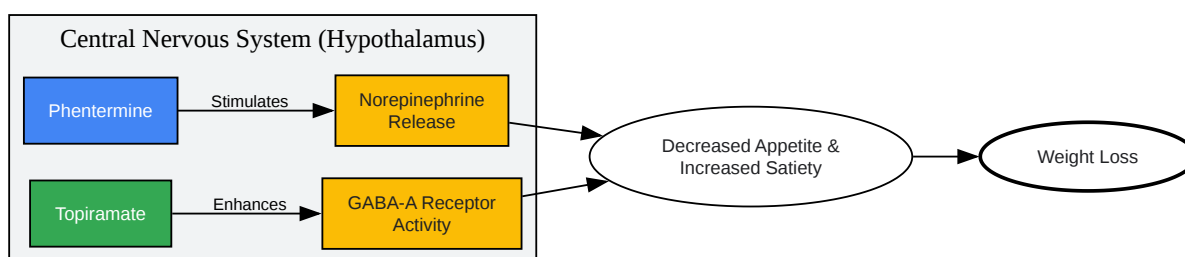 Central Nervous System (Hypothalamus)
Phentermine
Stimulates
Norepinephrine
Release
Topiramate
Enhances
GABA-A Receptor
Activity
Decreased Appetite &
Increased Satiety
Weight Loss